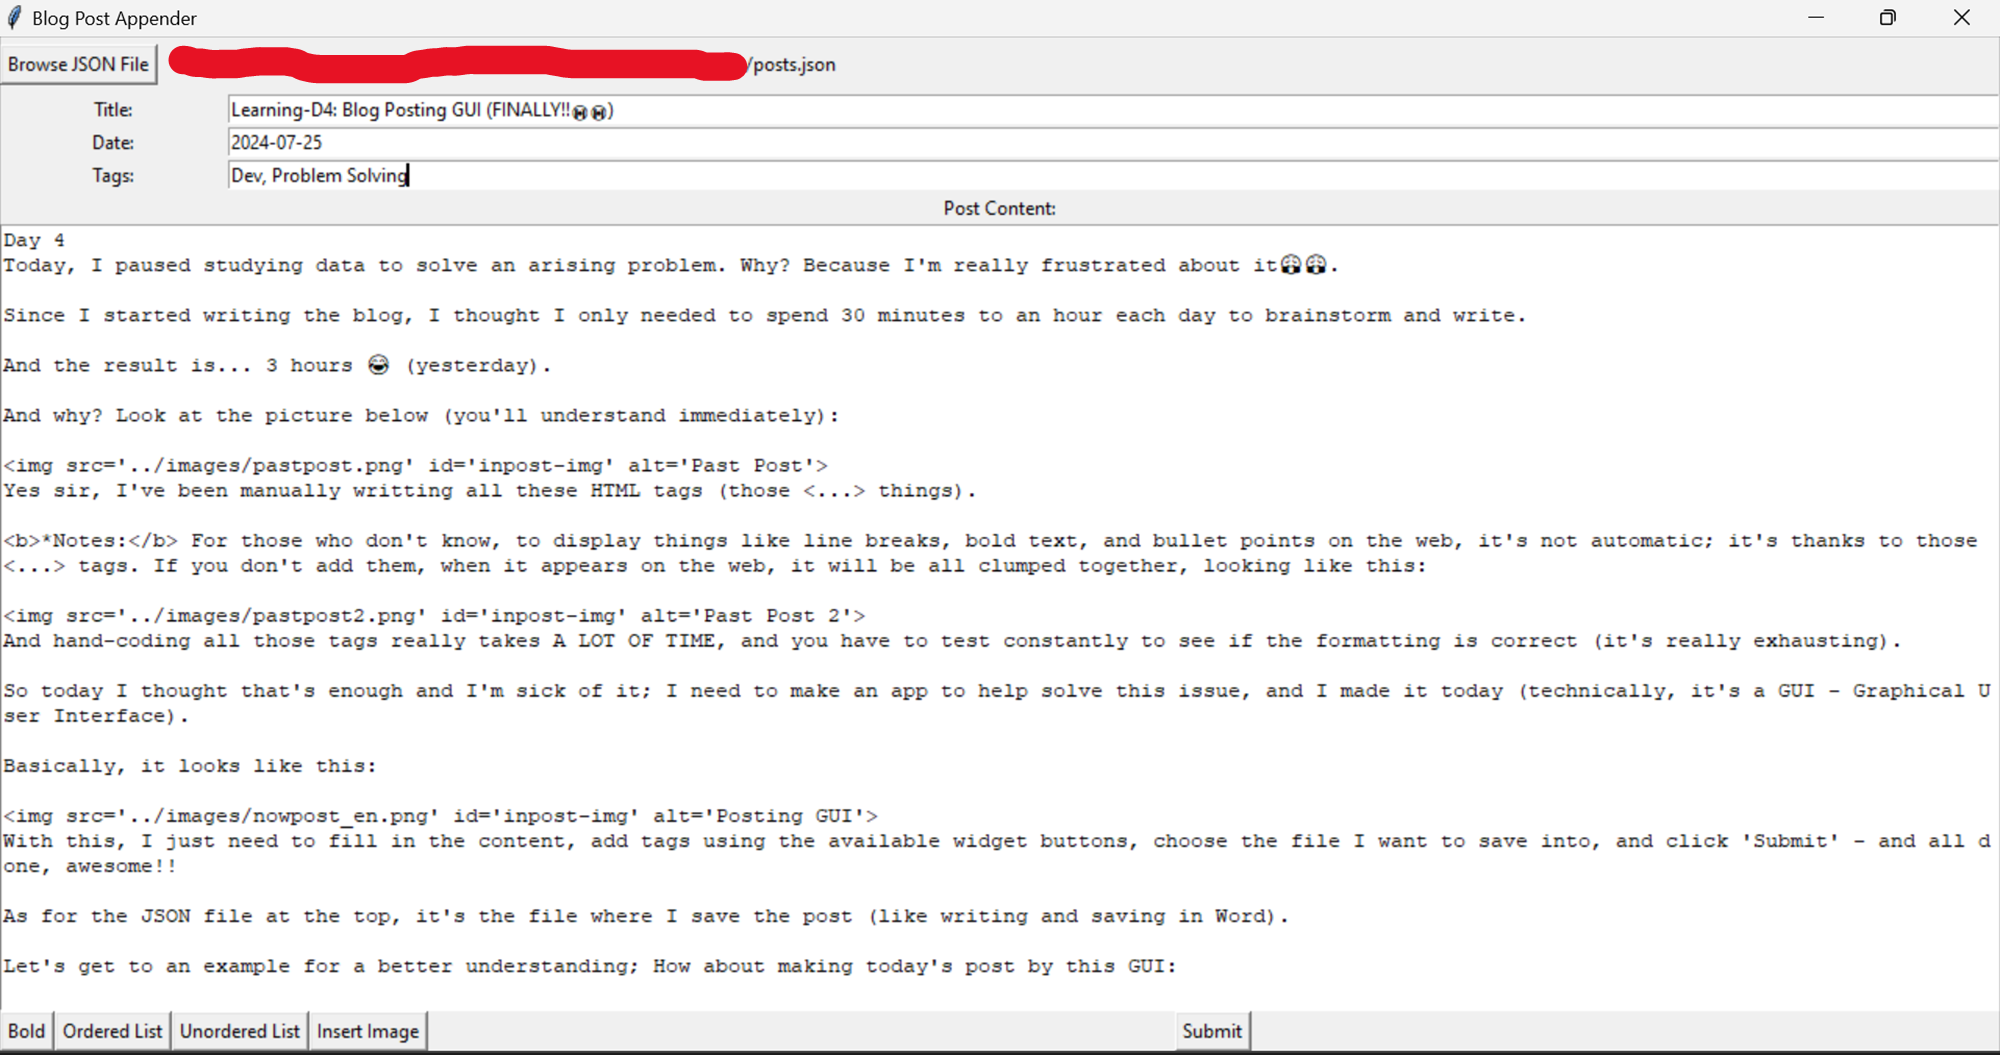 Blog Post Appender
Browse JSON File /posts.json
Title: Learning-D4: Blog Posting GUI (FINALLY!!)
Date: 2024-07-25
Tags: Dev, Problem Solving
Post Content:
Day 4
Today, I paused studying data to solve an arising problem. Why? Because I'm really frustrated about it😩😩.
Since I started writing the blog, I thought I only needed to spend 30 minutes to an hour each day to brainstorm and write.
And the result is... 3 hours 😂 (yesterday).
And why? Look at the picture below (you'll understand immediately):
<img src='../images/pastpost.png' id='inpost-img' alt='Past Post'>
Yes sir, I've been manually writting all these HTML tags (those <...> things).
<b>*Notes:</b> For those who don't know, to display things like line breaks, bold text, and bullet points on the web, it's not automatic; it's thanks to those
<...> tags. If you don't add them, when it appears on the web, it will be all clumped together, looking like this:
<img src='../images/pastpost2.png' id='inpost-img' alt='Past Post 2'>
And hand-coding all those tags really takes A LOT OF TIME, and you have to test constantly to see if the formatting is correct (it's really exhausting).
So today I thought that's enough and I'm sick of it; I need to make an app to help solve this issue, and I made it today (technically, it's a GUI - Graphical U
ser Interface).
Basically, it looks like this:
<img src='../images/nowpost_en.png' id='inpost-img' alt='Posting GUI'>
With this, I just need to fill in the content, add tags using the available widget buttons, choose the file I want to save into, and click 'Submit' - and all d
one, awesome!!
As for the JSON file at the top, it's the file where I save the post (like writing and saving in Word).
Let's get to an example for a better understanding; How about making today's post by this GUI:
Bold Ordered List Unordered List Insert Image Submit